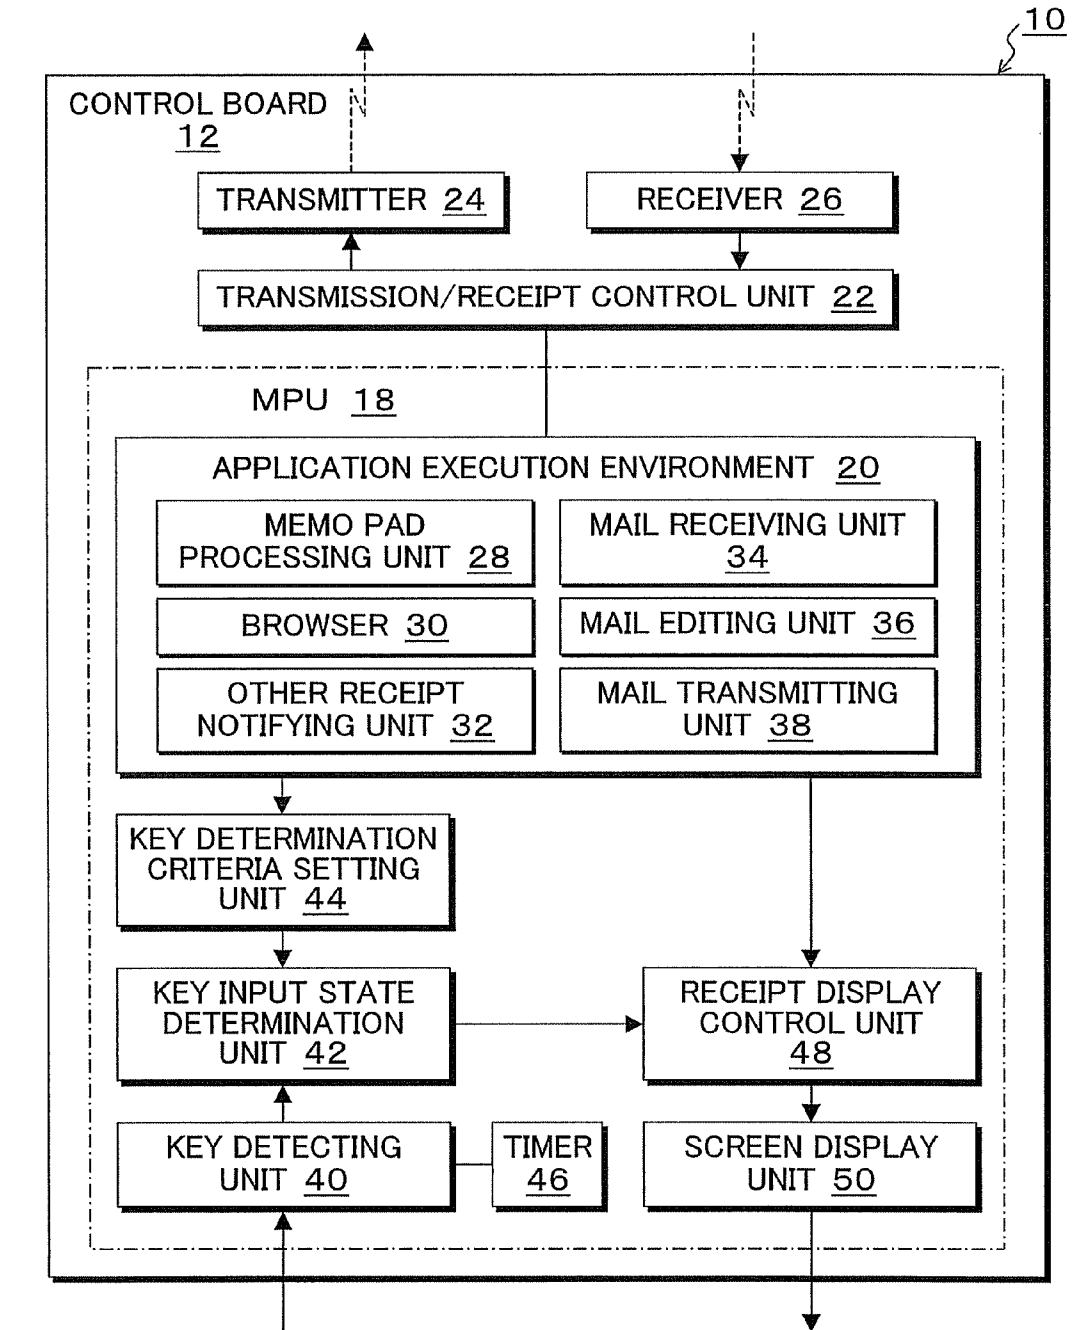 10
CONTROL BOARD
12
TRANSMITTER 24
RECEIVER 26
TRANSMISSION/RECEIPT CONTROL UNIT 22
MPU 18
APPLICATION EXECUTION ENVIRONMENT 20
MEMO PAD
PROCESSING UNIT 28
MAIL RECEIVING UNIT
34
BROWSER 30
MAIL EDITING UNIT 36
OTHER RECEIPT
NOTIFYING UNIT 32
MAIL TRANSMITTING
UNIT 38
KEY DETERMINATION
CRITERIA SETTING
UNIT 44
KEY INPUT STATE
DETERMINATION
UNIT 42
RECEIPT DISPLAY
CONTROL UNIT
48
KEY DETECTING
UNIT 40
TIMER
46
SCREEN DISPLAY
UNIT 50